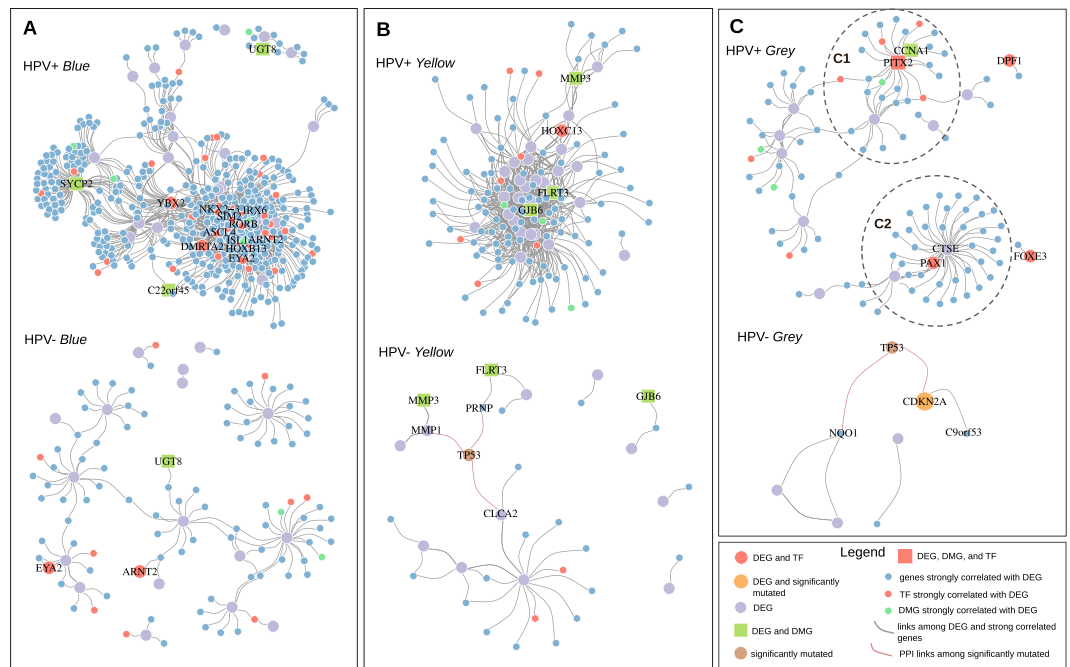 A
HPV+ Blue
UGT8
SYCP2
YBX2
NKX2-3
IRX6
SIM2
RORB
ASCL4
ISL1
ARNT2
DMRTA2
HOXB13
EYA2
C22orf45
HPV- Blue
UGT8
EYA2
ARNT2
B
HPV+ Yellow
MMP3
HOXC13
FLRT3
GJB6
HPV- Yellow
FLRT3
MMP3
PRNP
GJB6
MMP1
TP53
CLCA2
C
HPV+ Grey
C1
CCNA1
PITX2
DPF1
C2
CTSE
PAX1
FOXE3
HPV- Grey
TP53
CDKN2A
NQO1
C9orf53
Legend
DEG and TF
DEG and significantly
mutated
DEG
DEG and DMG
significantly mutated
DEG, DMG, and TF
genes strongly correlated with DEG
TF strongly correlated with DEG
DMG strongly correlated with DEG
links among DEG and strong correlated
genes
PPI links among significantly mutated